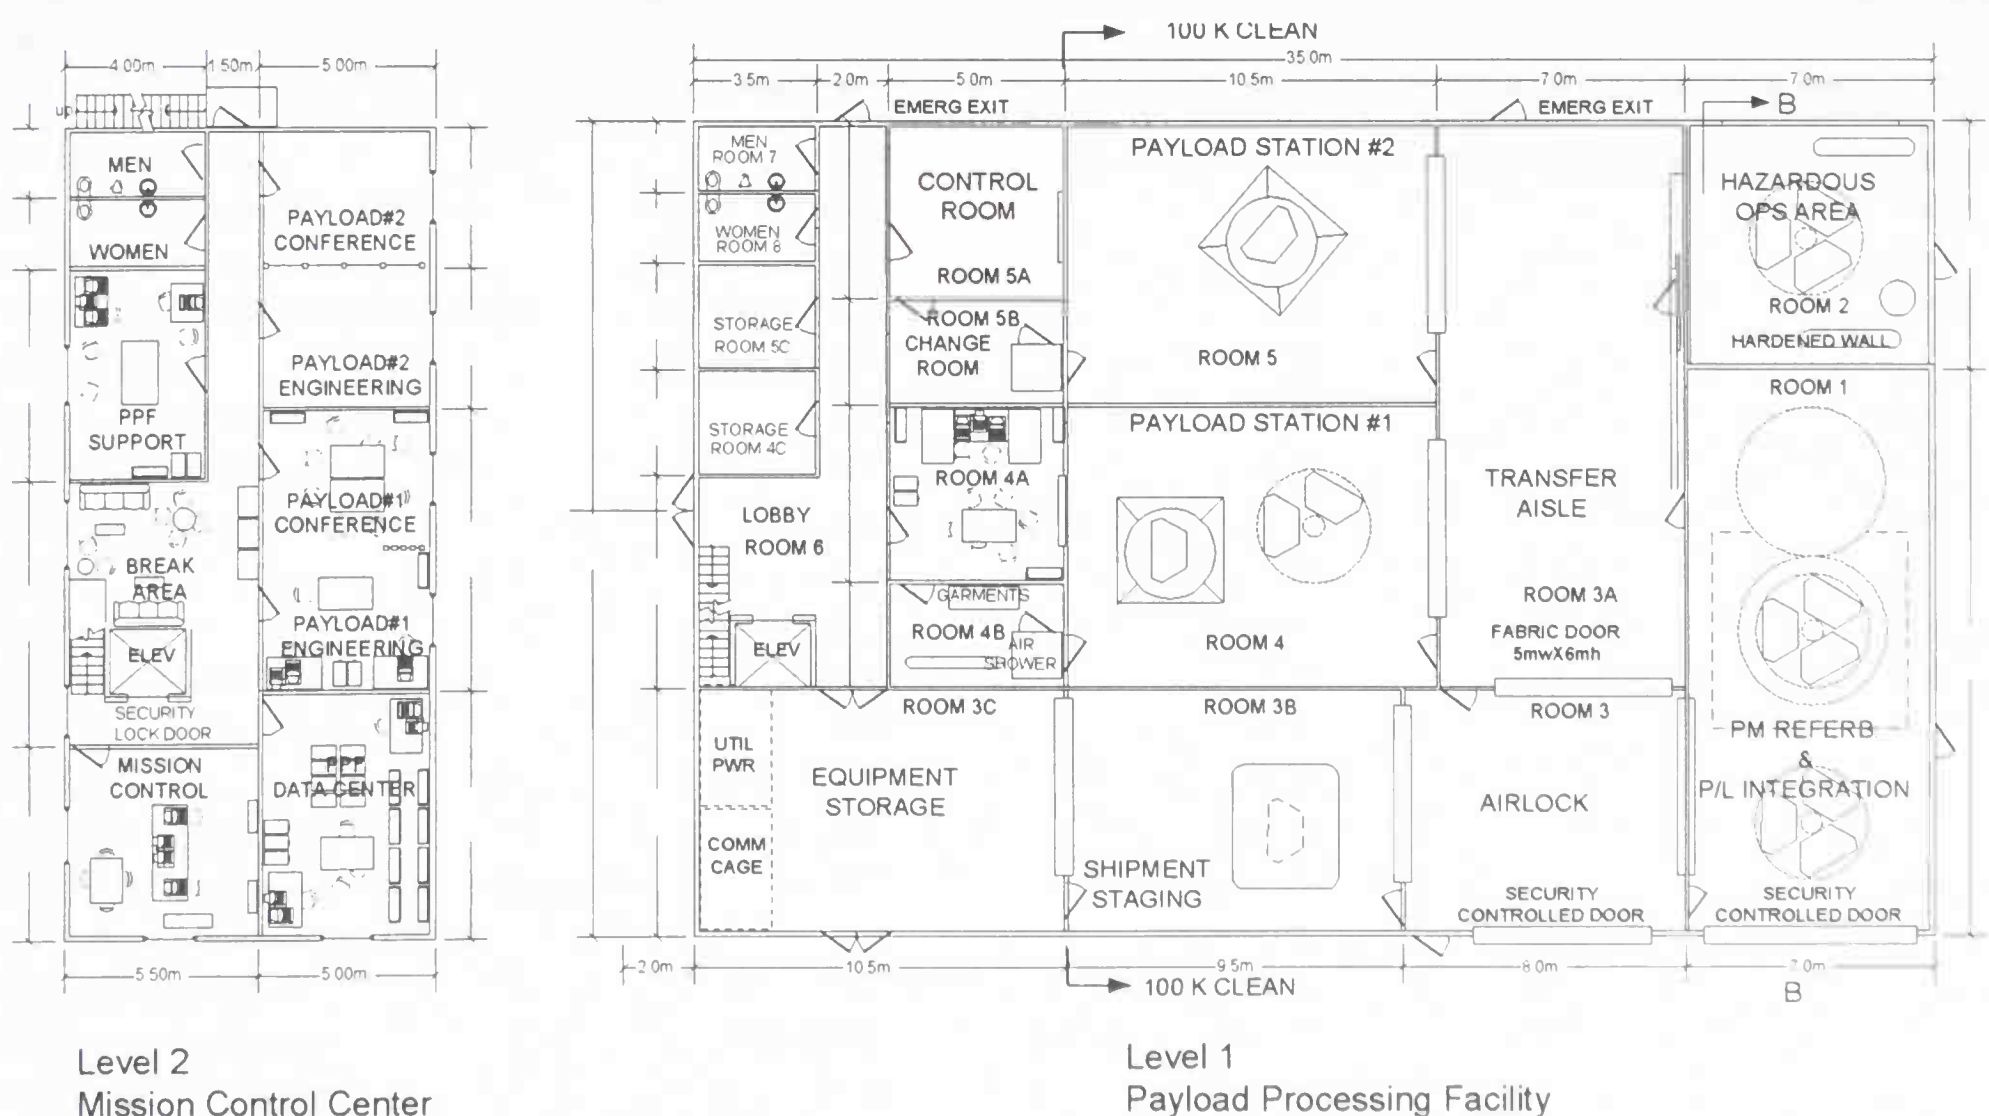 4.00m
1.50m
5.00m
UP
MEN
WOMEN
PAYLOAD#2
CONFERENCE
PAYLOAD#2
ENGINEERING
PPF
SUPPORT
PAYLOAD#1
CONFERENCE
BREAK
AREA
PAYLOAD#1
ENGINEERING
ELEV
SECURITY
LOCK DOOR
MISSION
CONTROL
PPF
DATA CENTER
5.50m
5.00m
Level 2
Mission Control Center
100 K CLEAN
35.0m
3.5m
2.0m
5.0m
10.5m
7.0m
7.0m
EMERG EXIT
EMERG EXIT
B
MEN
ROOM 7
WOMEN
ROOM 8
STORAGE
ROOM 5C
STORAGE
ROOM 4C
LOBBY
ROOM 6
ELEV
CONTROL
ROOM
ROOM 5A
ROOM 5B
CHANGE
ROOM
ROOM 4A
GARMENTS
ROOM 4B
AIR
SHOWER
PAYLOAD STATION #2
ROOM 5
PAYLOAD STATION #1
ROOM 4
TRANSFER
AISLE
ROOM 3A
FABRIC DOOR
5mwX6mh
HAZARDOUS
OPS AREA
ROOM 2
HARDENED WALL
ROOM 1
PM REFERB
&
P/L INTEGRATION
SECURITY
CONTROLLED DOOR
ROOM 3C
UTIL
PWR
EQUIPMENT
STORAGE
COMM
CAGE
ROOM 3B
SHIPMENT
STAGING
ROOM 3
AIRLOCK
SECURITY
CONTROLLED DOOR
2.0m
10.5m
9.5m
8.0m
7.0m
100 K CLEAN
B
Level 1
Payload Processing Facility